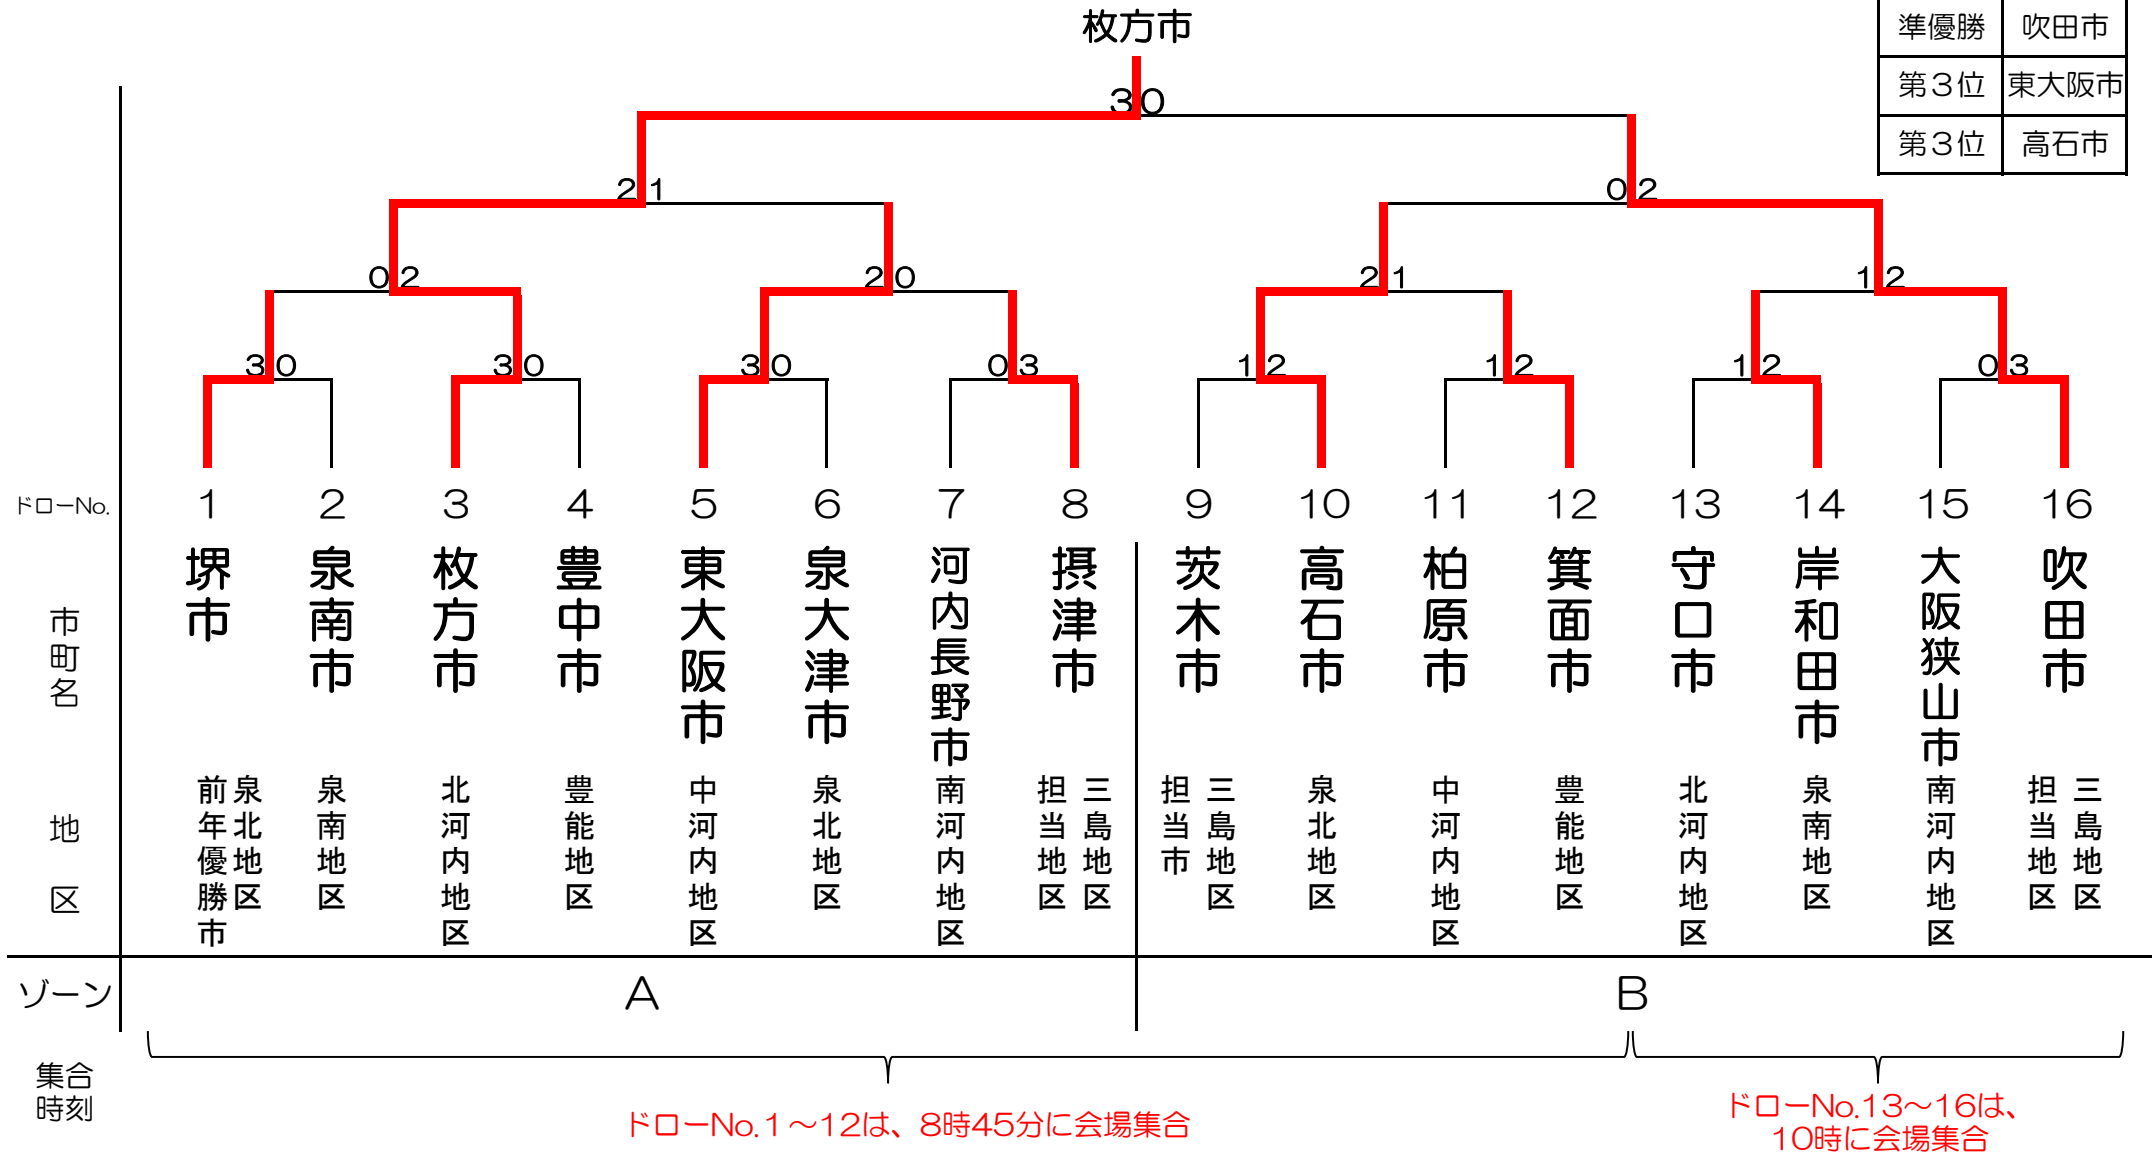 枚方市
準優勝 吹田市
第3位 東大阪市
第3位 高石市
3 0
2 1
0 2
0 2
2 0
2 1
1 2
3 0
3 0
3 0
0 3
1 2
1 2
1 2
0 3
ドローNo.
1 2 3 4 5 6 7 8 9 10 11 12 13 14 15 16
市町名
堺市
泉南市
枚方市
豊中市
東大阪市
泉大津市
河内長野市
摂津市
茨木市
高石市
柏原市
箕面市
守口市
岸和田市
大阪狭山市
吹田市
地区
泉北地区
前年優勝市
泉南地区
北河内地区
豊能地区
中河内地区
泉北地区
南河内地区
三島地区
担当地区
三島地区
担当市
泉北地区
中河内地区
豊能地区
北河内地区
泉南地区
南河内地区
三島地区
担当地区
ゾーン
A
B
集合
時刻
ドローNo.1～12は、8時45分に会場集合
ドローNo.13～16は、
10時に会場集合